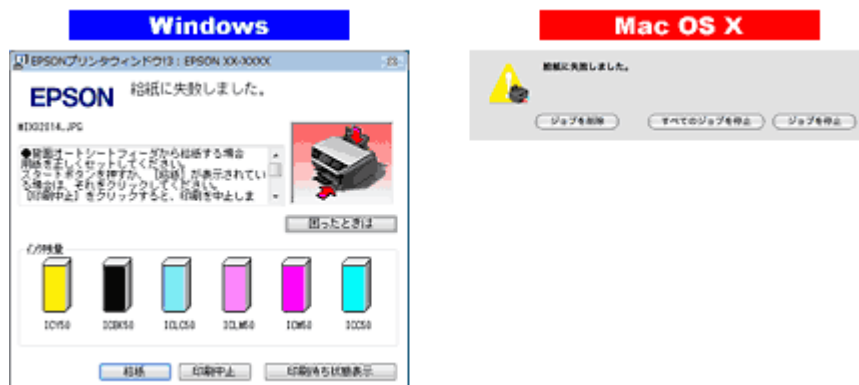 Windows
Mac OS X
EPSONプリンタウィンドウ!3 : EPSON XX-XXXX
EPSON
給紙に失敗しました。
●背面オートシートフィーダから給紙する場合
用紙を正しくセットしてください。
スタートボタンを押すか、[給紙]が表示されてい
る場合は、それをクリックしてください。
[印刷中止]をクリックすると、印刷を中止しま
困ったときは
インク残量
ICY50
ICBK50
ICLC50
ICLM50
ICM50
ICC50
給紙
印刷中止
印刷待ち状態表示
給紙に失敗しました。
ジョブを削除
すべてのジョブを停止
ジョブを停止